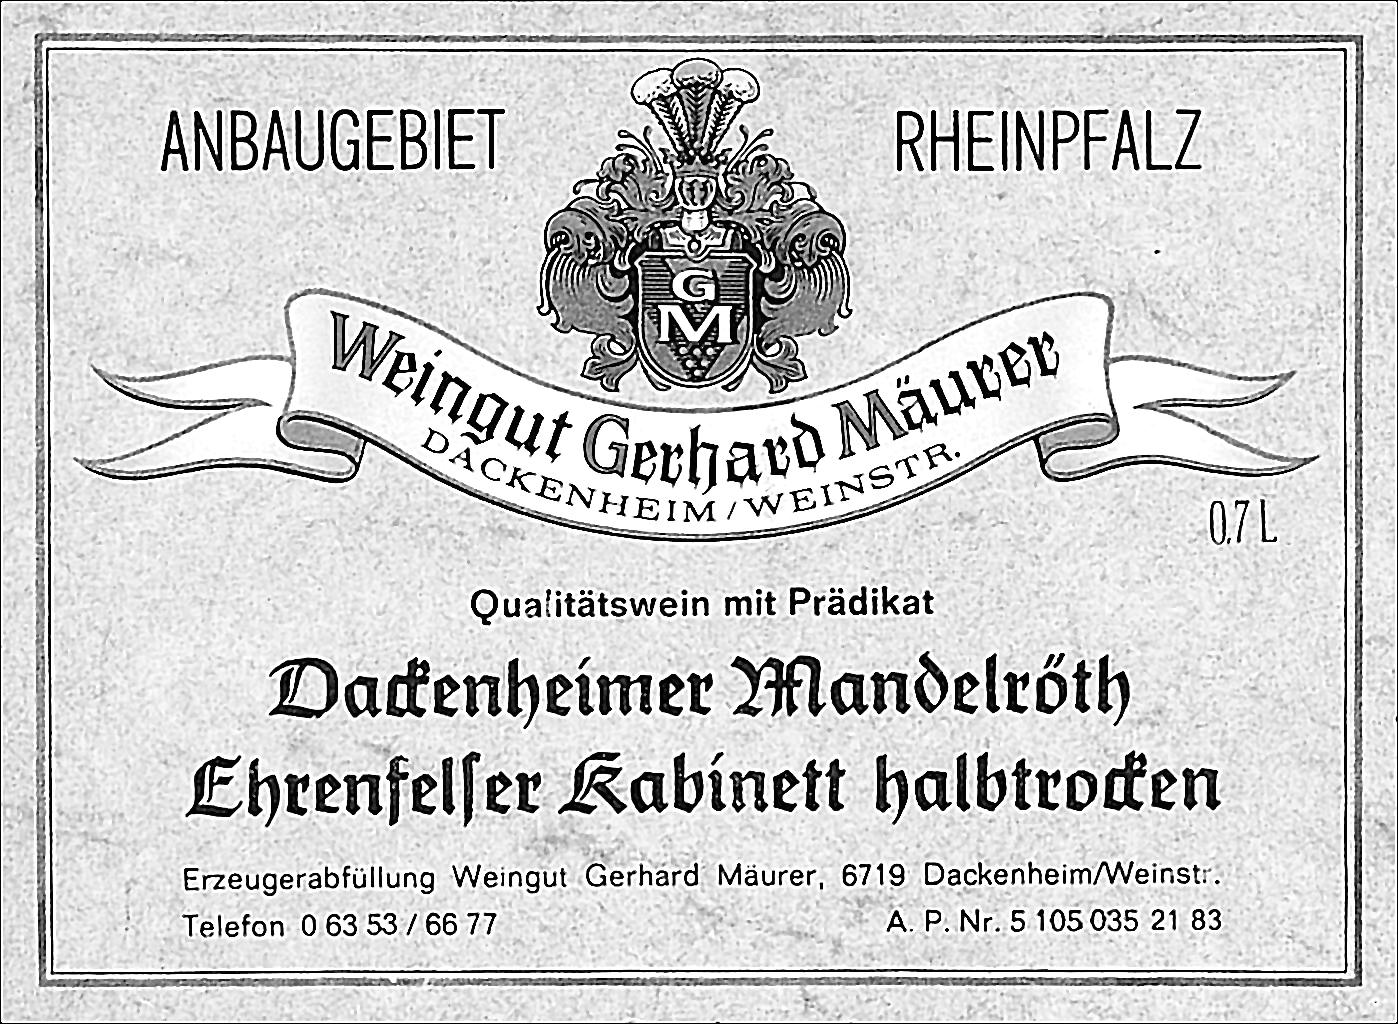 ANBAUGEBIET RHEINPFALZ
G
M
Weingut Gerhard Mäurer
DACKENHEIM/WEINSTR.
0,7 L
Qualitätswein mit Prädikat
Dackenheimer Mandelröth
Ehrenfelser Kabinett halbtrocken
Erzeugerabfüllung Weingut Gerhard Mäurer, 6719 Dackenheim/Weinstr.
Telefon 0 63 53 / 66 77 A. P. Nr. 5 105 035 21 83